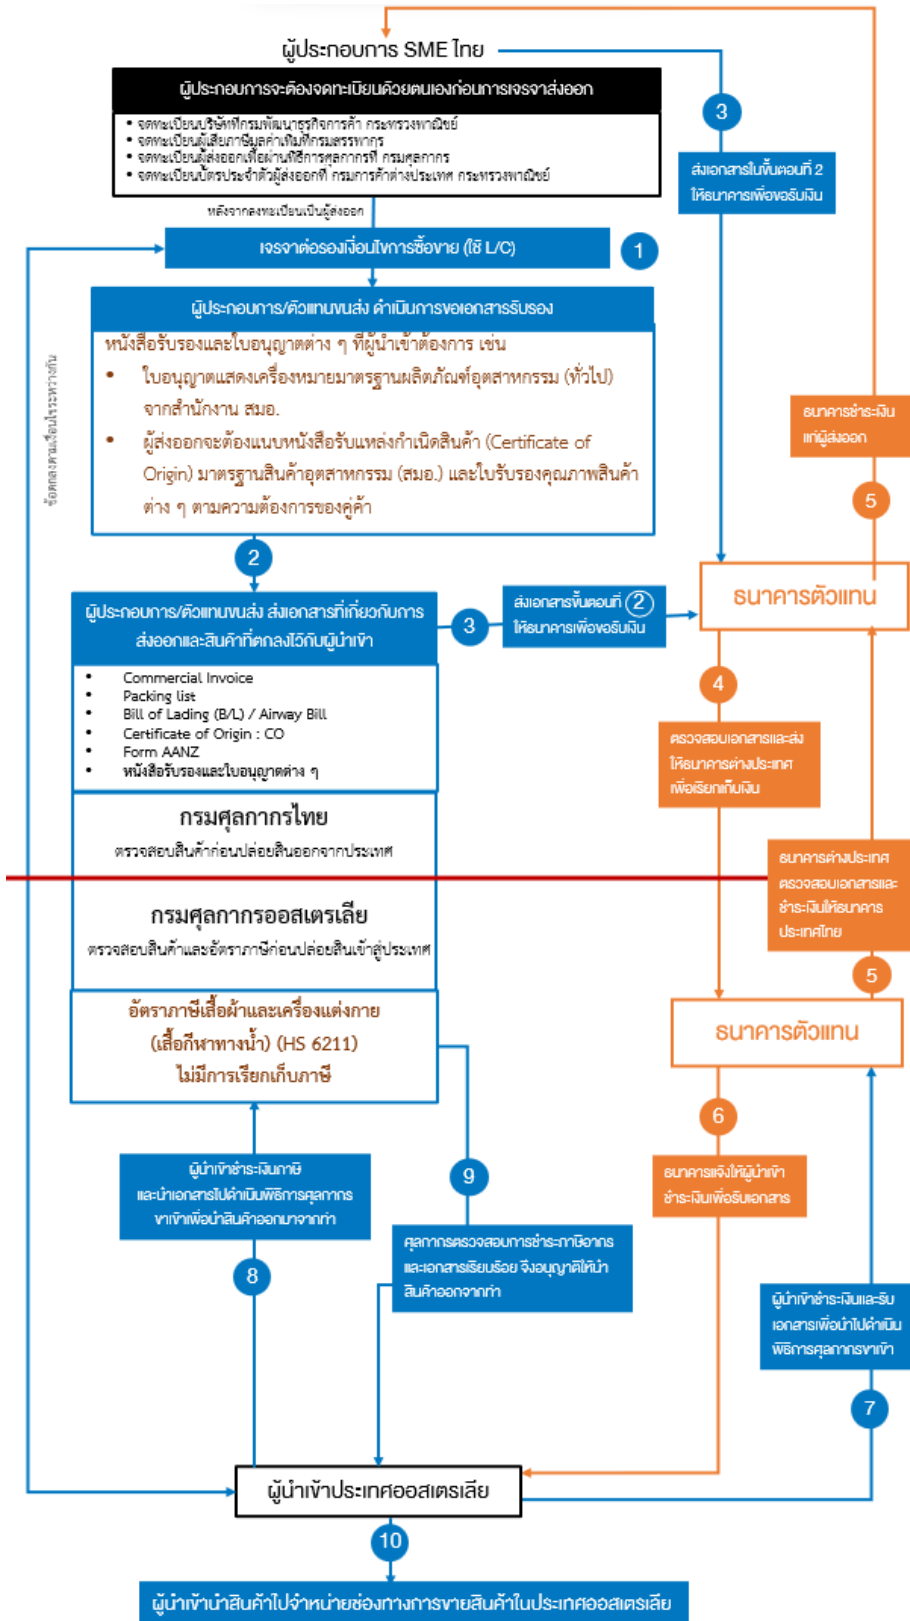 ผู้ประกอบการ SME ไทย
ผู้ประกอบการจะต้องจดทะเบียนด้วยตนเองก่อนการเจรจาส่งออก
• จดทะเบียนบริษัทที่กรมพัฒนาธุรกิจการค้า กระทรวงพาณิชย์
• จดทะเบียนผู้เสียภาษีมูลค่าเพิ่มที่กรมสรรพากร
• จดทะเบียนผู้ส่งออกเพื่อผ่านพิธีการศุลกากรที่ กรมศุลกากร
• จดทะเบียนบัตรประจำตัวผู้ส่งออกที่ กรมการค้าต่างประเทศ กระทรวงพาณิชย์
3
ส่งเอกสารในขั้นตอนที่ 2
ให้ธนาคารเพื่อขอรับเงิน
หลังจากลงทะเบียนเป็นผู้ส่งออก
เจรจาต่อรองเงื่อนไขการซื้อขาย (ใช้ L/C)
1
ผู้ประกอบการ/ตัวแทนขนส่ง ดำเนินการขอเอกสารรับรอง
หนังสือรับรองและใบอนุญาตต่าง ๆ ที่ผู้นำเข้าต้องการ เช่น
• ใบอนุญาตแสดงเครื่องหมายมาตรฐานผลิตภัณฑ์อุตสาหกรรม (ทั่วไป)
จากสำนักงาน สมอ.
• ผู้ส่งออกจะต้องแนบหนังสือรับแหล่งกำเนิดสินค้า (Certificate of
Origin) มาตรฐานสินค้าอุตสาหกรรม (สมอ.) และใบรับรองคุณภาพสินค้า
ต่าง ๆ ตามความต้องการของคู่ค้า
ข้อตกลงตามเงื่อนไขระหว่างกัน
ธนาคารชำระเงิน
แก่ผู้ส่งออก
5
2
ผู้ประกอบการ/ตัวแทนขนส่ง ส่งเอกสารที่เกี่ยวกับการ
ส่งออกและสินค้าที่ตกลงไว้กับผู้นำเข้า
3
ส่งเอกสารขั้นตอนที่ 2
ให้ธนาคารเพื่อขอรับเงิน
ธนาคารตัวแทน
• Commercial Invoice
• Packing list
• Bill of Lading (B/L) / Airway Bill
• Certificate of Origin : CO
• Form AANZ
• หนังสือรับรองและใบอนุญาตต่าง ๆ
4
ตรวจสอบเอกสารและส่ง
ให้ธนาคารต่างประเทศ
เพื่อเรียกเก็บเงิน
กรมศุลกากรไทย
ตรวจสอบสินค้าก่อนปล่อยสินออกจากประเทศ
ธนาคารต่างประเทศ
ตรวจสอบเอกสารและ
ชำระเงินให้ธนาคาร
ประเทศไทย
5
กรมศุลกากรออสเตรเลีย
ตรวจสอบสินค้าและอัตราภาษีก่อนปล่อยสินเข้าสู่ประเทศ
อัตราภาษีเสื้อผ้าและเครื่องแต่งกาย
(เสื้อกีฬาทางน้ำ) (HS 6211)
ไม่มีการเรียกเก็บภาษี
ธนาคารตัวแทน
6
ธนาคารแจ้งให้ผู้นำเข้า
ชำระเงินเพื่อรับเอกสาร
ผู้นำเข้าชำระเงินภาษี
และนำเอกสารไปดำเนินพิธีการศุลกากร
ขาเข้าเพื่อนำสินค้าออกมาจากท่า
8
9
ศุลกากรตรวจสอบการชำระภาษีอากร
และเอกสารเรียบร้อย จึงอนุญาติให้นำ
สินค้าออกจากท่า
ผู้นำเข้าชำระเงินและรับ
เอกสารเพื่อนำไปดำเนิน
พิธีการศุลกากรขาเข้า
7
ผู้นำเข้าประเทศออสเตรเลีย
10
ผู้นำเข้านำสินค้าไปจำหน่ายช่องทางการขายสินค้าในประเทศออสเตรเลีย